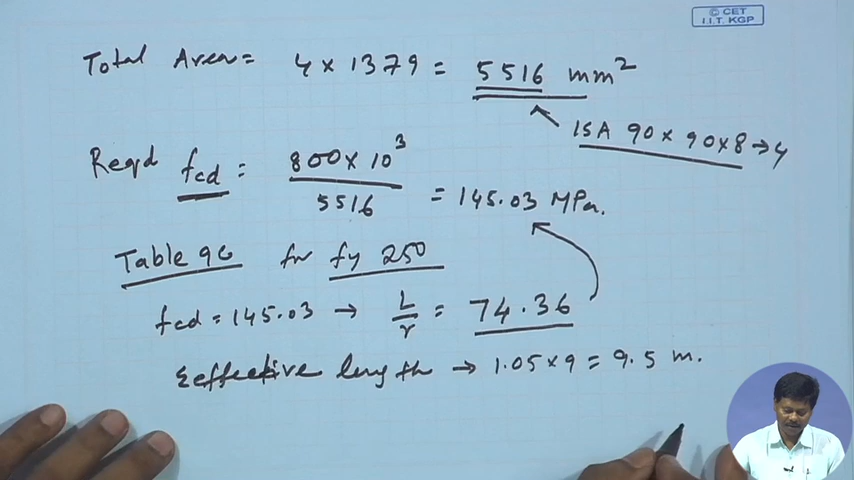 © CET
I.I.T. KGP
Total Area = 4 x 1379 = 5516 mm²
ISA 90 x 90 x 8 → 4
Reqd fcd = 800 x 10³ / 5516 = 145.03 MPa.
Table 9c for fy 250
fcd = 145.03 → L/r = 74.36
Effective length → 1.05 x 9 = 9.5 m.